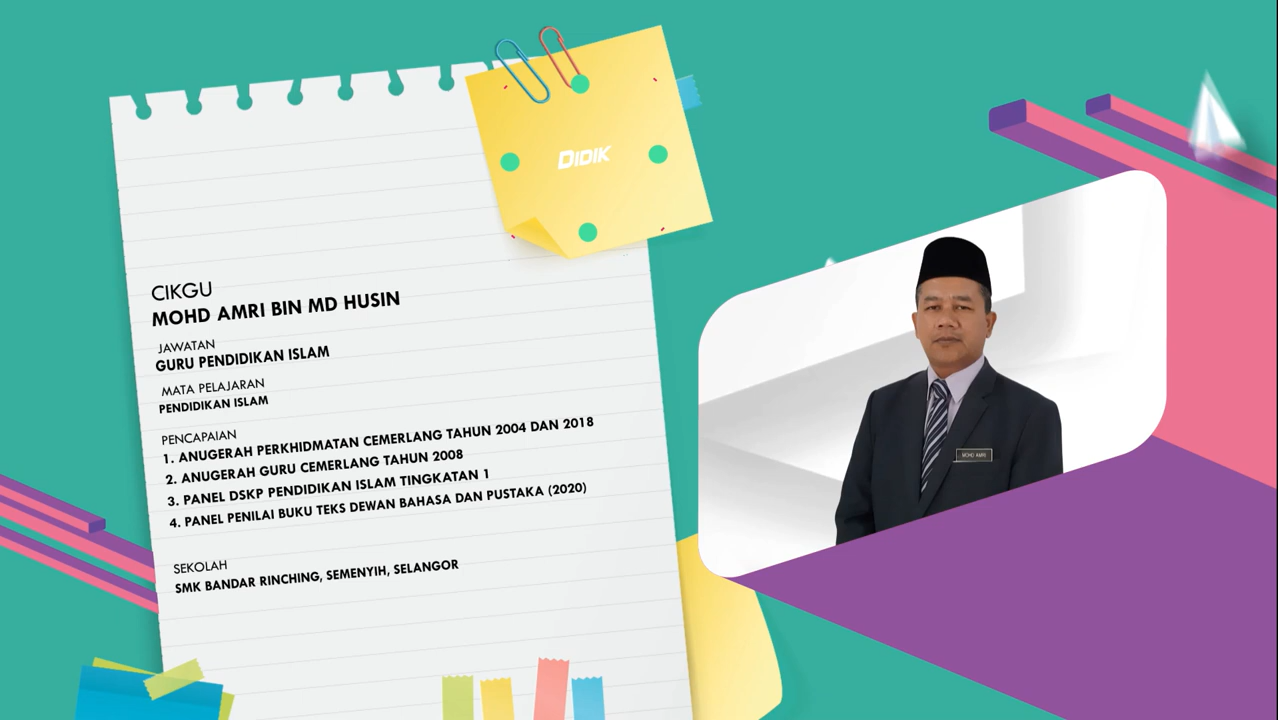 DIDIK
CIKGU
MOHD AMRI BIN MD HUSIN
JAWATAN
GURU PENDIDIKAN ISLAM
MATA PELAJARAN
PENDIDIKAN ISLAM
PENCAPAIAN
1. ANUGERAH PERKHIDMATAN CEMERLANG TAHUN 2004 DAN 2018
2. ANUGERAH GURU CEMERLANG TAHUN 2008
3. PANEL DSKP PENDIDIKAN ISLAM TINGKATAN 1
4. PANEL PENILAI BUKU TEKS DEWAN BAHASA DAN PUSTAKA (2020)
SEKOLAH
SMK BANDAR RINCHING, SEMENYIH, SELANGOR
MOHD AMRI